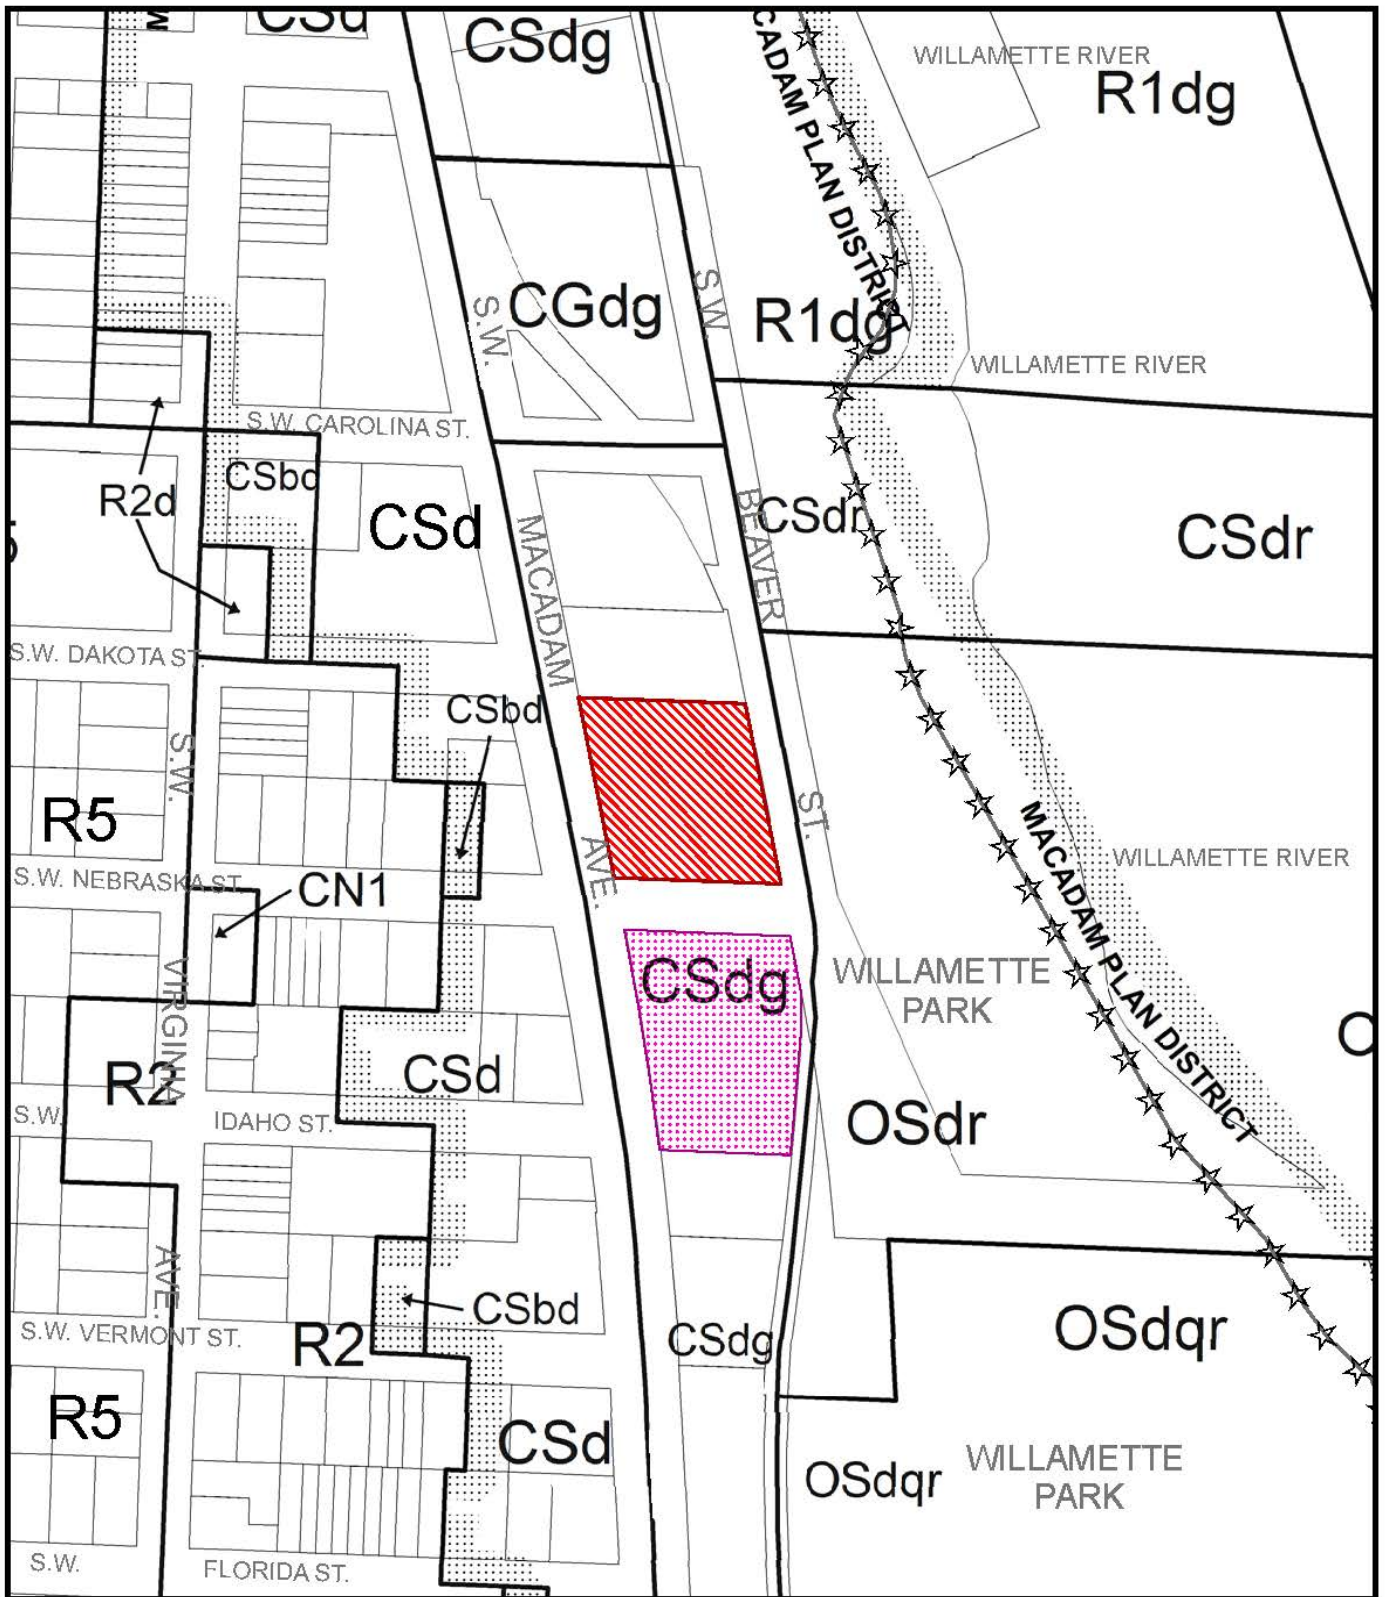 M
CSd
CSdg
WILLAMETTE RIVER
R1dg
CADAM PLAN DISTRICT
CGdg
S.W.
S.W.
R1dg
WILLAMETTE RIVER
S.W. CAROLINA ST.
CSbd
R2d
CSd
MACADAM
BEAVER
CSdr
CSdr
S.W. DAKOTA ST
CSbd
S.W.
R5
AVE.
ST.
MACADAM PLAN DISTRICT
WILLAMETTE RIVER
S.W. NEBRASKA ST.
CN1
VIRGINIA
CSdg
WILLAMETTE
PARK
CSd
R2
S.W.
IDAHO ST.
OSdr
AVE.
CSbd
S.W. VERMONT ST.
R2
CSdg
OSdqr
R5
CSd
OSdqr
WILLAMETTE
PARK
S.W.
FLORIDA ST.